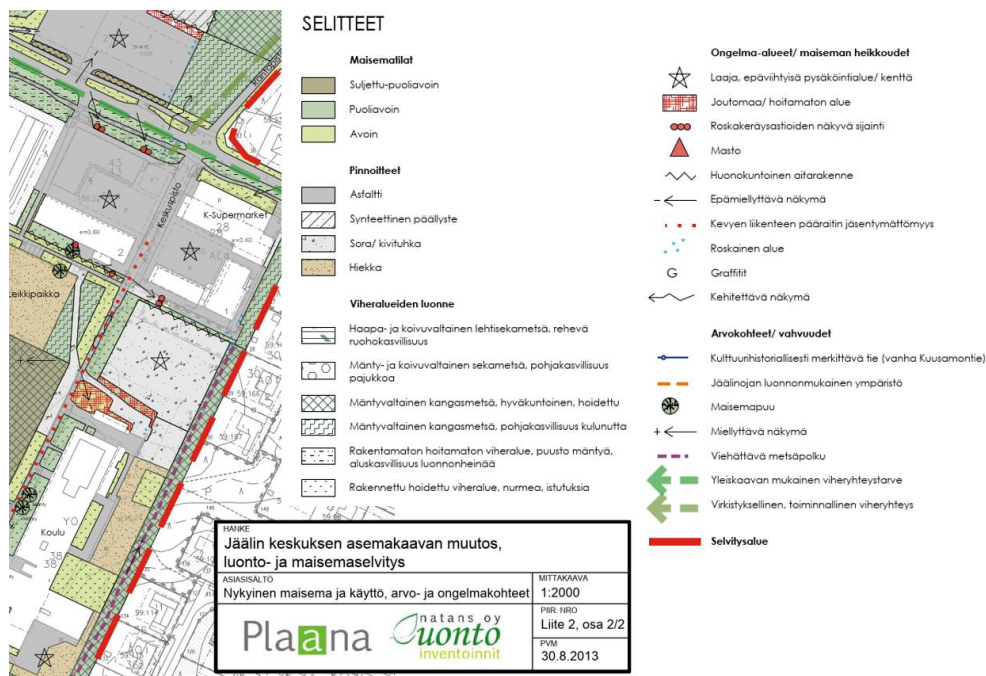 SELITTEET
Maisematilat
Suljettu-puoliavoin
Puoliavoin
Avoin
Pinnoitteet
Asfaltti
Synteettinen päällyste
Sora/ kivituhka
Hiekka
Viheralueiden luonne
Haapa- ja koivuvaltainen lehtisekametsä, rehevä
ruohokasvillisuus
Mänty- ja koivuvaltainen sekametsä, pohjakasvillisuus
pajukkoa
Mäntyvaltainen kangasmetsä, hyväkuntoinen, hoidettu
Mäntyvaltainen kangasmetsä, pohjakasvillisuus kulunutta
Rakentamaton hoitamaton viheralue, puusto mäntyä,
aluskasvillisuus luonnonheinää
Rakennettu hoidettu viheralue, nurmea, istutuksia
Ongelma-alueet/ maiseman heikkoudet
Laaja, epäviihtyisä pysäköintialue/ kenttä
Joutomaa/ hoitamaton alue
Roskakeräysastioiden näkyvä sijainti
Masto
Huonokuntoinen aitarakenne
Epämiellyttävä näkymä
Kevyen liikenteen pääraitin jäsentymättömyys
Roskainen alue
G Graffitit
Kehitettävä näkymä
Arvokohteet/ vahvuudet
Kulttuurihistoriallisesti merkittävä tie (vanha Kuusamontie)
Jäälinojan luonnonmukainen ympäristö
Maisemapuu
Miellyttävä näkymä
Viehättävä metsäpolku
Yleiskaavan mukainen viheryhteystarve
Virkistyksellinen, toiminnallinen viheryhteys
Selvitysalue
K-Supermarket
Keskuspisto
eikkipaikka
Koulu
YO
HANKE
Jäälin keskuksen asemakaavan muutos,
luonto- ja maisemaselvitys
ASIASISÄLTÖ
Nykyinen maisema ja käyttö, arvo- ja ongelmakohteet
MITTAKAAVA
1:2000
PIIR. NRO
Liite 2, osa 2/2
PVM
30.8.2013
Plaana
natans oy
Luonto
inventoinnit